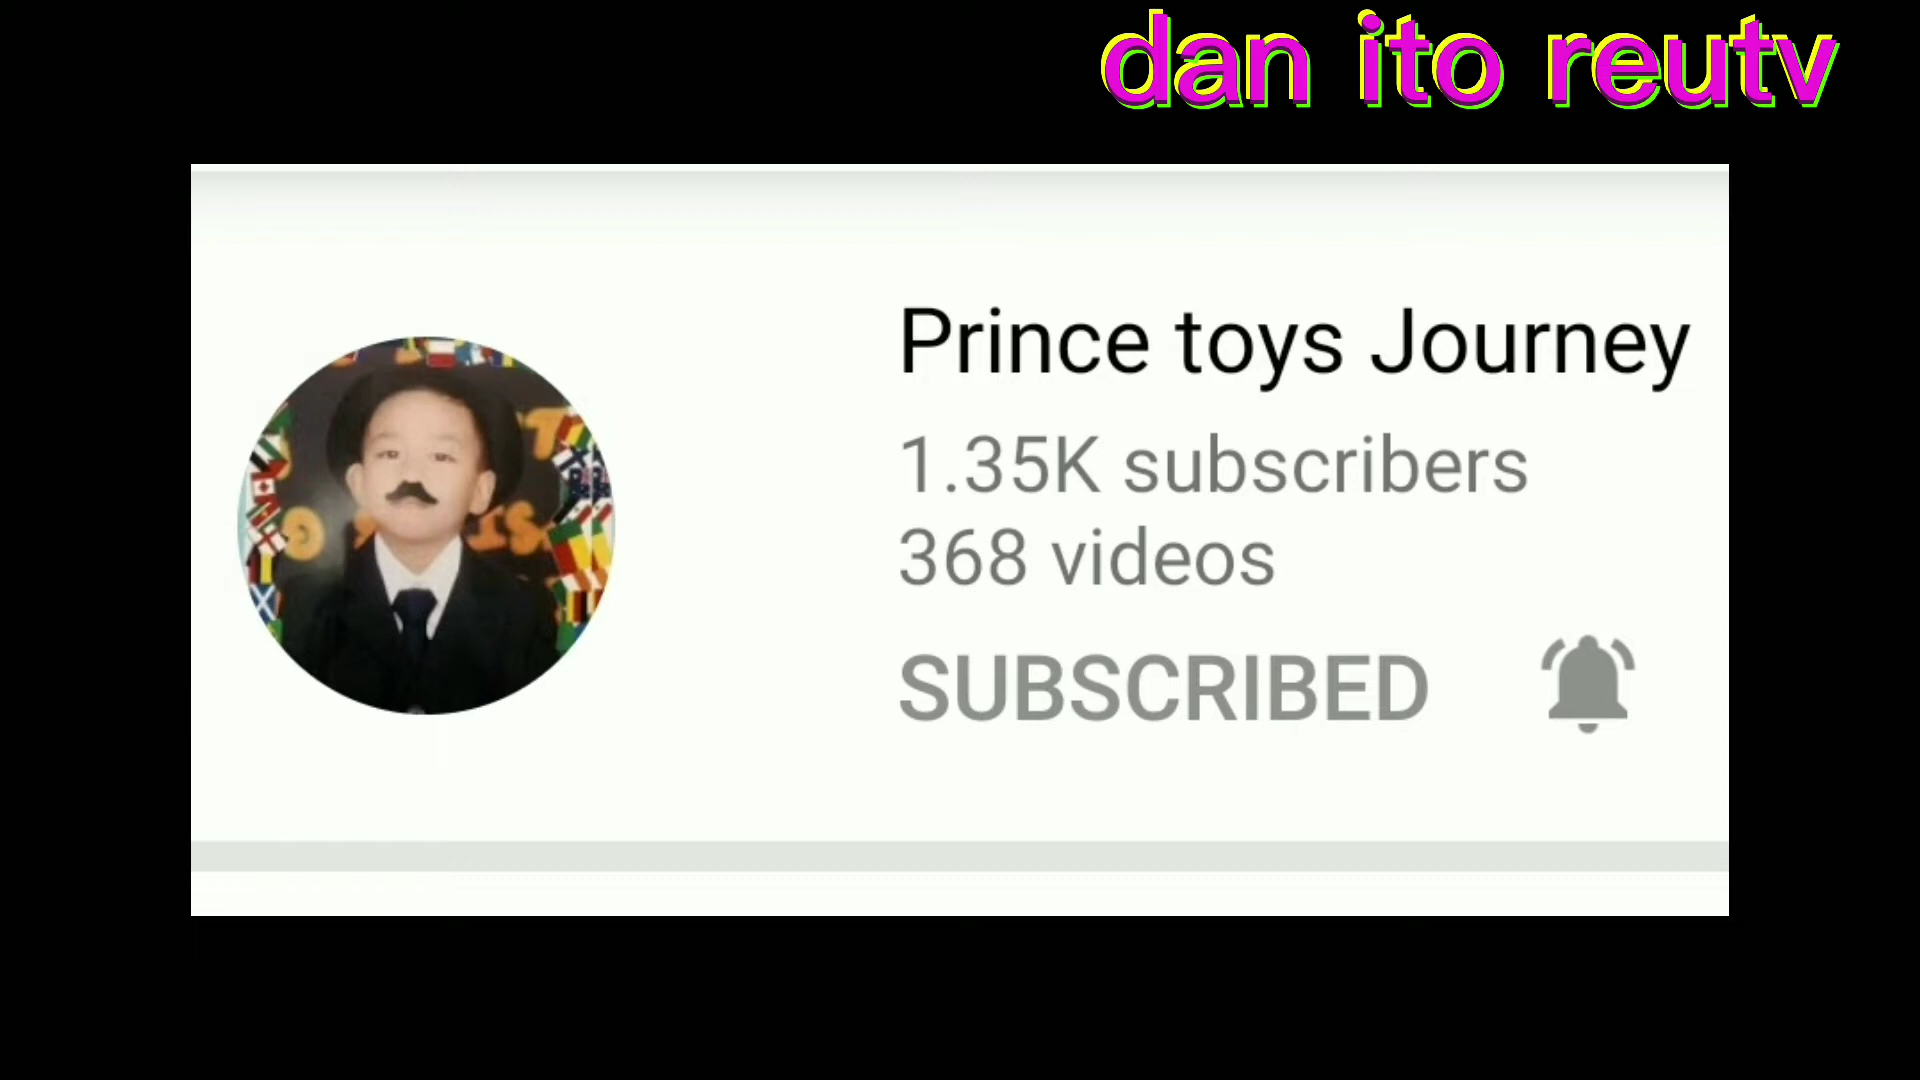 dan ito reutv
Prince toys Journey
1.35K subscribers
368 videos
SUBSCRIBED